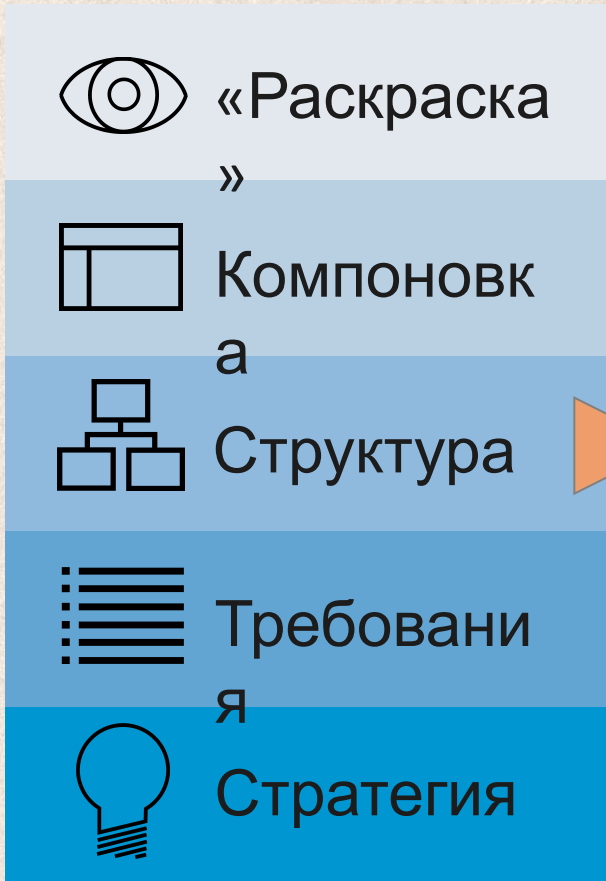 «Раскраска
»
Компоновк
а
Структура
Требовани
я
Стратегия